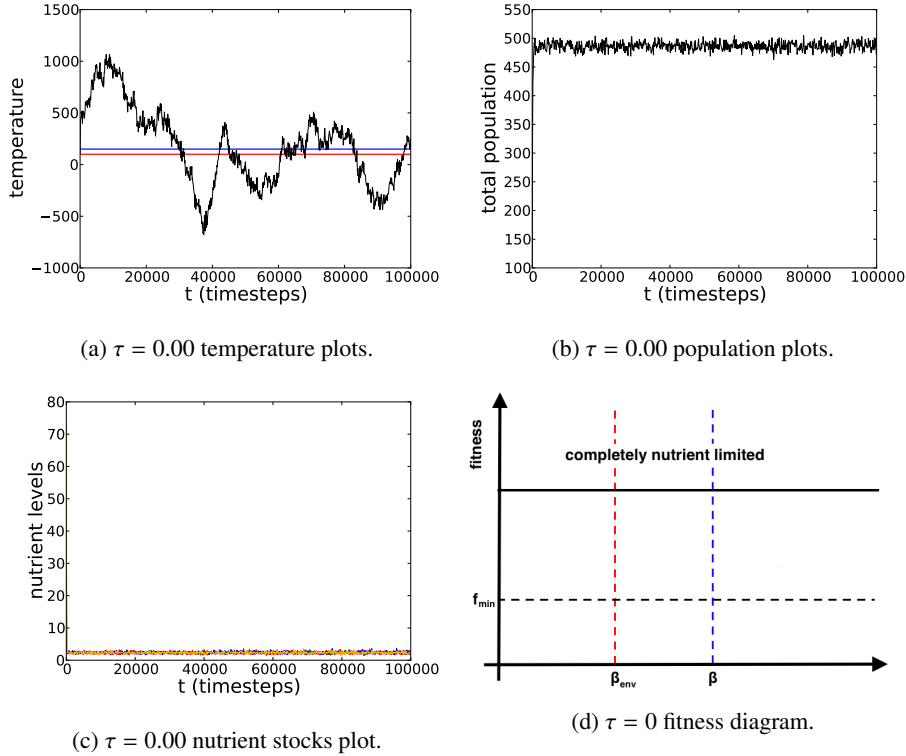 1500
1000
500
0
−500
−1000
temperature
0 20000 40000 60000 80000 100000
t (timesteps)
(a) τ = 0.00 temperature plots.
550
500
450
400
350
300
250
200
150
100
total population
0 20000 40000 60000 80000 100000
t (timesteps)
(b) τ = 0.00 population plots.
80
70
60
50
40
30
20
10
0
nutrient levels
0 20000 40000 60000 80000 100000
t (timesteps)
(c) τ = 0.00 nutrient stocks plot.
fitness
completely nutrient limited
f_min
β_env β
(d) τ = 0 fitness diagram.